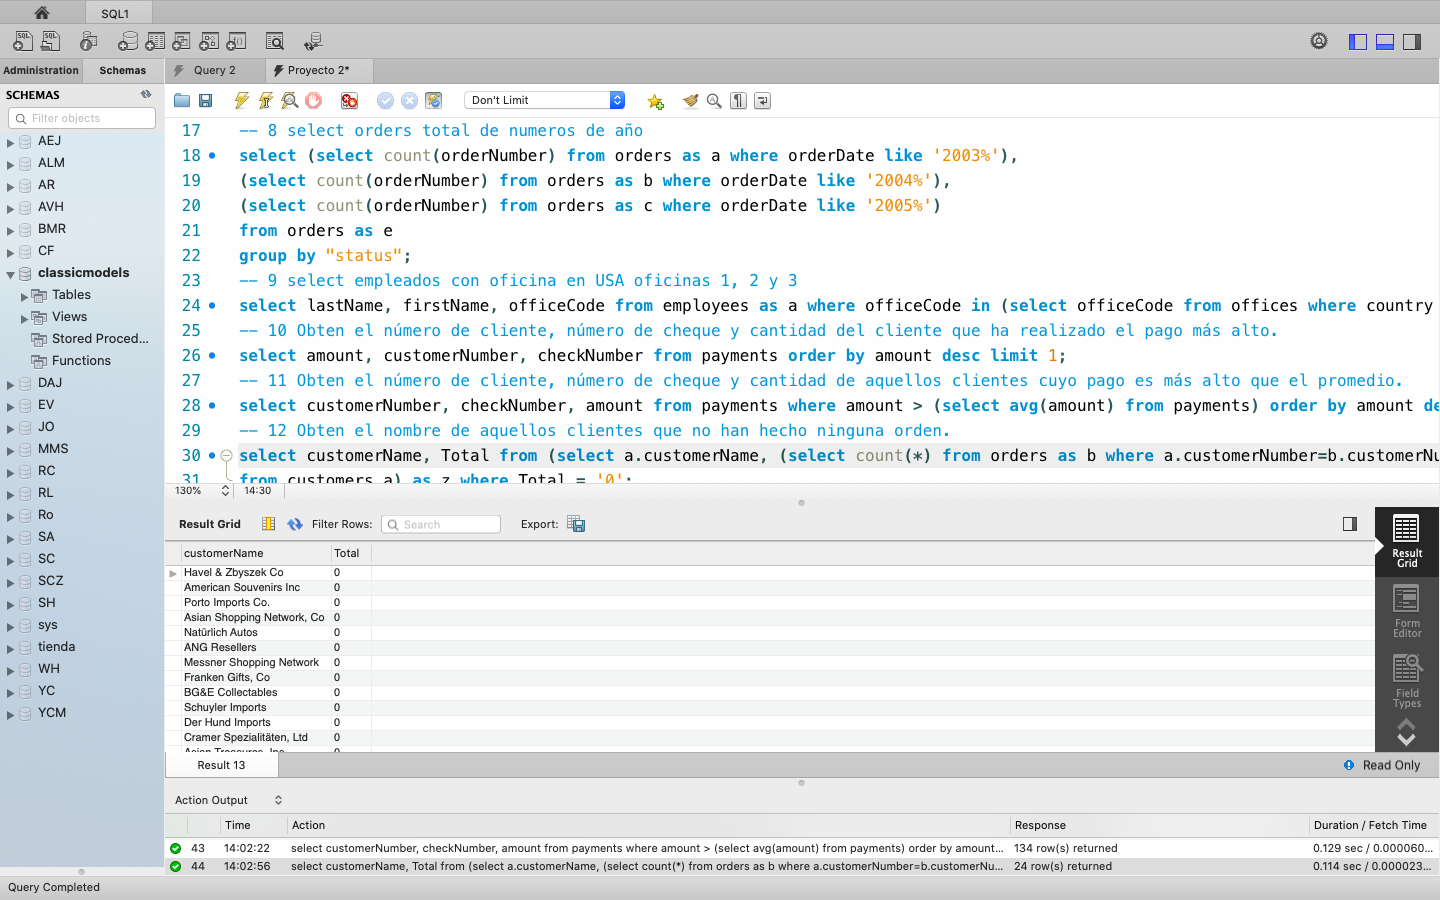 SQL1
Administration
Schemas
Query 2
Proyecto 2*
SCHEMAS
Filter objects
AEJ
ALM
AR
AVH
BMR
CF
classicmodels
Tables
Views
Stored Proced...
Functions
DAJ
EV
JO
MMS
RC
RL
Ro
SA
SC
SCZ
SH
sys
tienda
WH
YC
YCM
Don't Limit
17 -- 8 select orders total de numeros de año
18 select (select count(orderNumber) from orders as a where orderDate like '2003%'),
19 (select count(orderNumber) from orders as b where orderDate like '2004%'),
20 (select count(orderNumber) from orders as c where orderDate like '2005%')
21 from orders as e
22 group by "status";
23 -- 9 select empleados con oficina en USA oficinas 1, 2 y 3
24 select lastName, firstName, officeCode from employees as a where officeCode in (select officeCode from offices where country
25 -- 10 Obten el número de cliente, número de cheque y cantidad del cliente que ha realizado el pago más alto.
26 select amount, customerNumber, checkNumber from payments order by amount desc limit 1;
27 -- 11 Obten el número de cliente, número de cheque y cantidad de aquellos clientes cuyo pago es más alto que el promedio.
28 select customerNumber, checkNumber, amount from payments where amount > (select avg(amount) from payments) order by amount de
29 -- 12 Obten el nombre de aquellos clientes que no han hecho ninguna orden.
30 select customerName, Total from (select a.customerName, (select count(*) from orders as b where a.customerNumber=b.customerNu
31 from customers a) as z where Total = '0';
130% 14:30
Result Grid Filter Rows: Search Export:
customerName Total
Havel & Zbyszek Co 0
American Souvenirs Inc 0
Porto Imports Co. 0
Asian Shopping Network, Co 0
Natürlich Autos 0
ANG Resellers 0
Messner Shopping Network 0
Franken Gifts, Co 0
BG&E Collectables 0
Schuyler Imports 0
Der Hund Imports 0
Cramer Spezialitäten, Ltd 0
Asian Treasures, Inc. 0
Result
Grid
Form
Editor
Field
Types
Result 13
Read Only
Action Output
Time Action Response Duration / Fetch Time
43 14:02:22 select customerNumber, checkNumber, amount from payments where amount > (select avg(amount) from payments) order by amount... 134 row(s) returned 0.129 sec / 0.000060...
44 14:02:56 select customerName, Total from (select a.customerName, (select count(*) from orders as b where a.customerNumber=b.customerNu... 24 row(s) returned 0.114 sec / 0.000023...
Query Completed